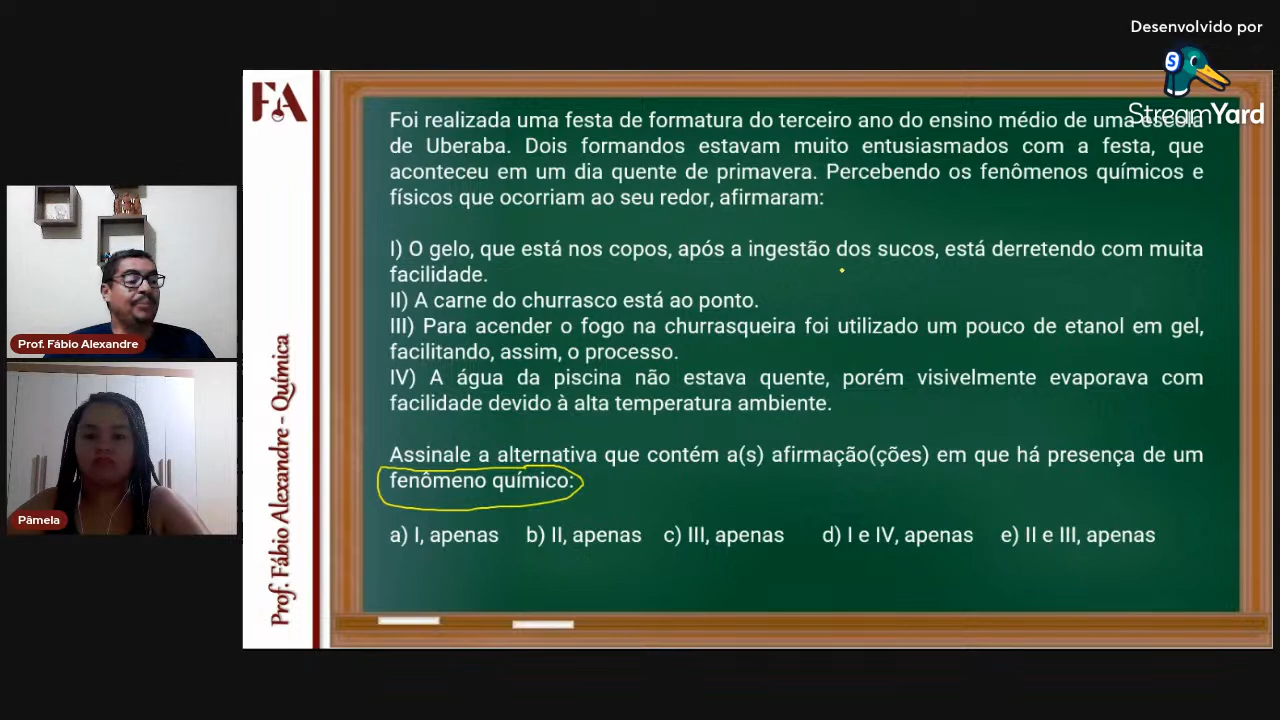 Desenvolvido por
StreamYard
FA
Foi realizada uma festa de formatura do terceiro ano do ensino médio de uma escola
de Uberaba. Dois formandos estavam muito entusiasmados com a festa, que
aconteceu em um dia quente de primavera. Percebendo os fenômenos químicos e
físicos que ocorriam ao seu redor, afirmaram:
I) O gelo, que está nos copos, após a ingestão dos sucos, está derretendo com muita
facilidade.
II) A carne do churrasco está ao ponto.
III) Para acender o fogo na churrasqueira foi utilizado um pouco de etanol em gel,
facilitando, assim, o processo.
IV) A água da piscina não estava quente, porém visivelmente evaporava com
facilidade devido à alta temperatura ambiente.
Assinale a alternativa que contém a(s) afirmação(ções) em que há presença de um
fenômeno químico:
a) I, apenas b) II, apenas c) III, apenas d) I e IV, apenas e) II e III, apenas
Prof. Fábio Alexandre - Química
Prof. Fábio Alexandre
Pâmela